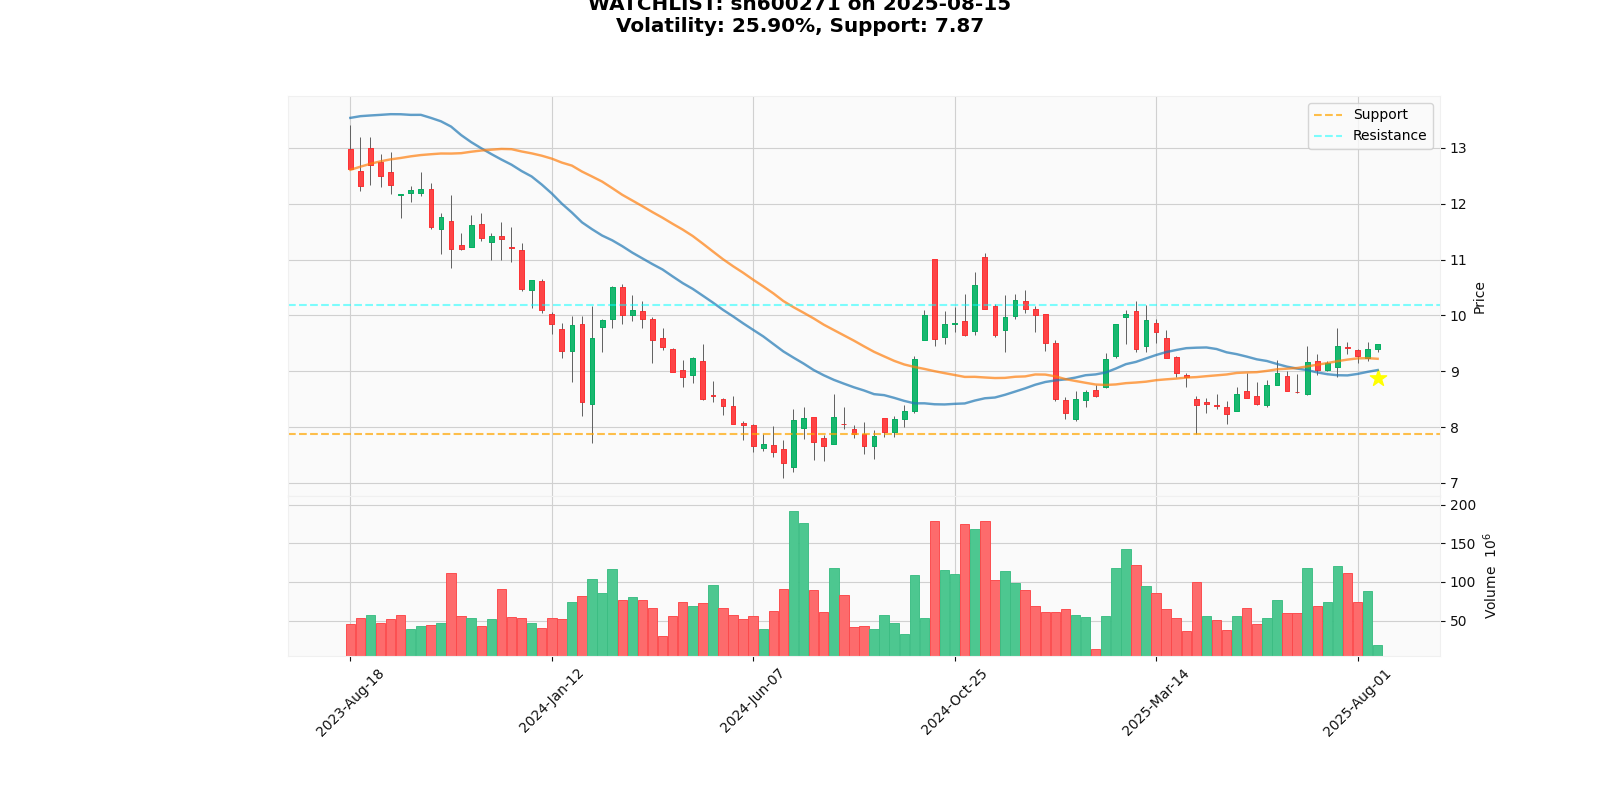 WATCHLIST: sh600271 on 2025-08-15
Volatility: 25.90%, Support: 7.87
Support
Resistance
13
12
11
10
9
8
7
Price
200
150
100
50
Volume 10⁶
2023-Aug-18
2024-Jan-12
2024-Jun-07
2024-Oct-25
2025-Mar-14
2025-Aug-01